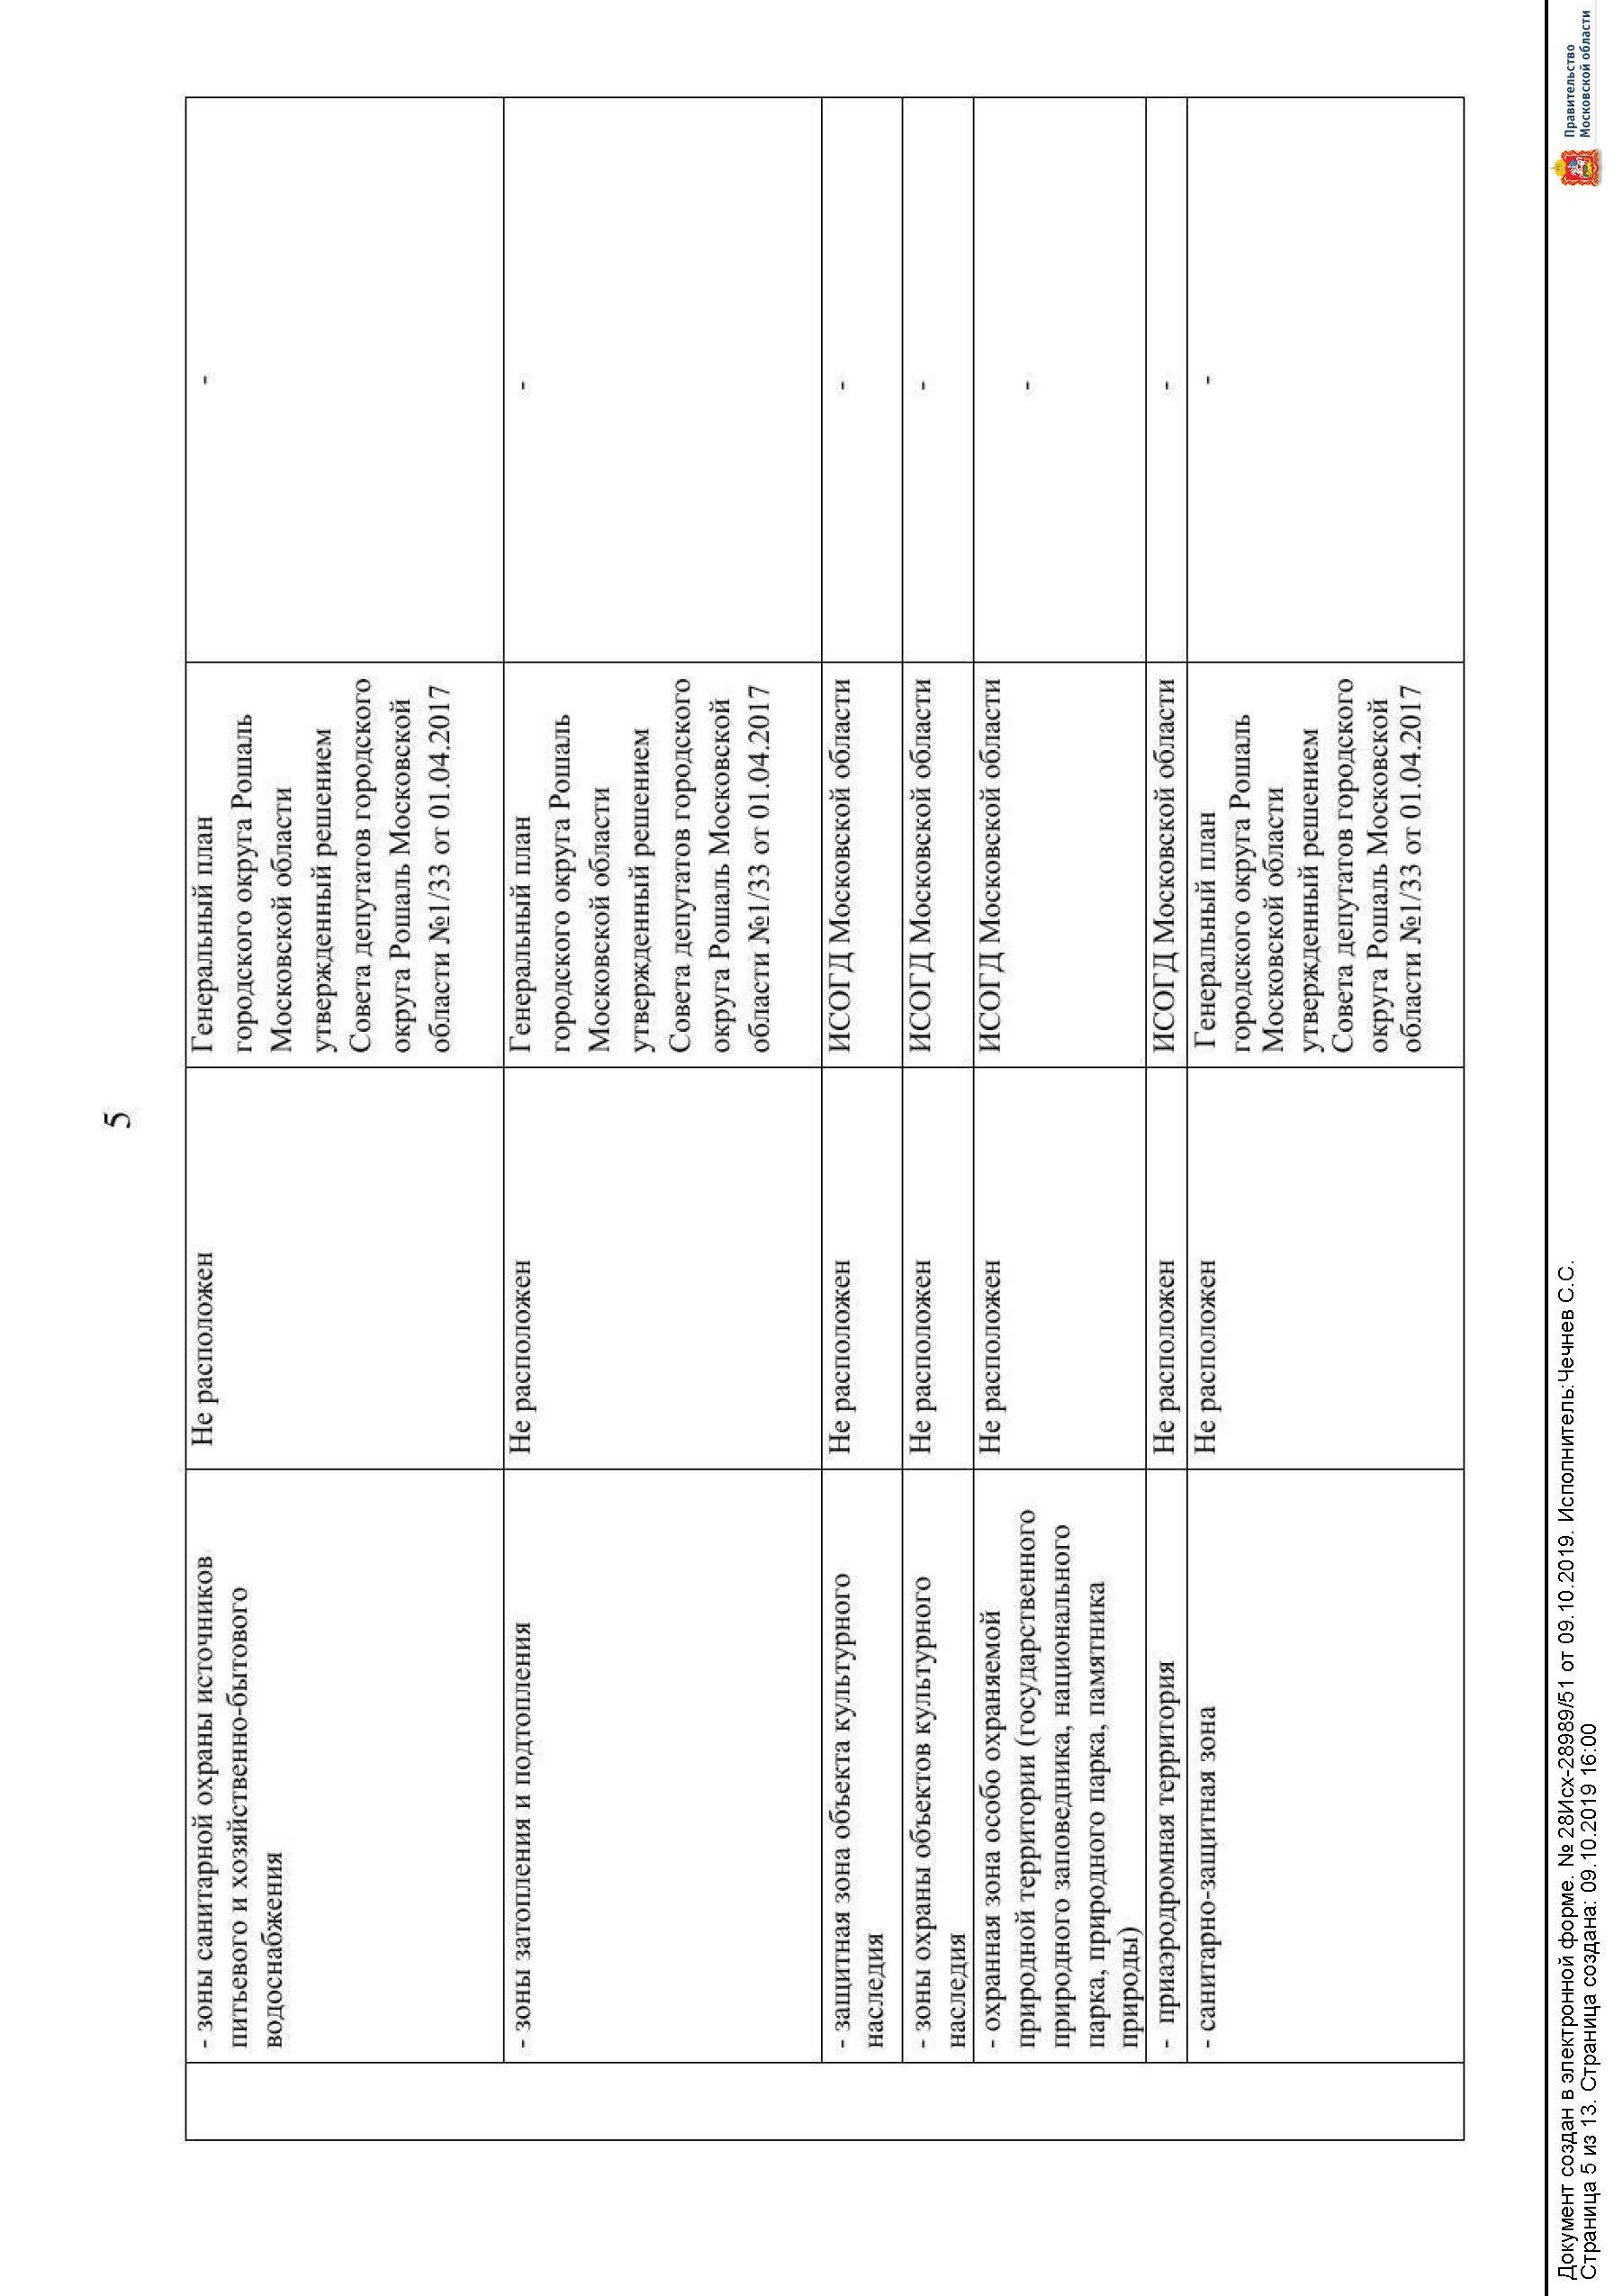 5
- зоны санитарной охраны источников
питьевого и хозяйственно-бытового
водоснабжения
Не расположен
Генеральный план
городского округа Рошаль
Московской области
утвержденный решением
Совета депутатов городского
округа Рошаль Московской
области №1/33 от 01.04.2017
-
- зоны затопления и подтопления
Не расположен
Генеральный план
городского округа Рошаль
Московской области
утвержденный решением
Совета депутатов городского
округа Рошаль Московской
области №1/33 от 01.04.2017
-
- защитная зона объекта культурного
наследия
Не расположен
ИСОГД Московской области
-
- зоны охраны объектов культурного
наследия
Не расположен
ИСОГД Московской области
-
- охранная зона особо охраняемой
природной территории (государственного
природного заповедника, национального
парка, природного парка, памятника
природы)
Не расположен
ИСОГД Московской области
-
- приаэродромная территория
Не расположен
ИСОГД Московской области
-
- санитарно-защитная зона
Не расположен
Генеральный план
городского округа Рошаль
Московской области
утвержденный решением
Совета депутатов городского
округа Рошаль Московской
области №1/33 от 01.04.2017
-
Документ создан в электронной форме. № 28Исх-28989/51 от 09.10.2019. Исполнитель:Чечнев С.С.
Страница 5 из 13. Страница создана: 09.10.2019 16:00
Правительство
Московской области